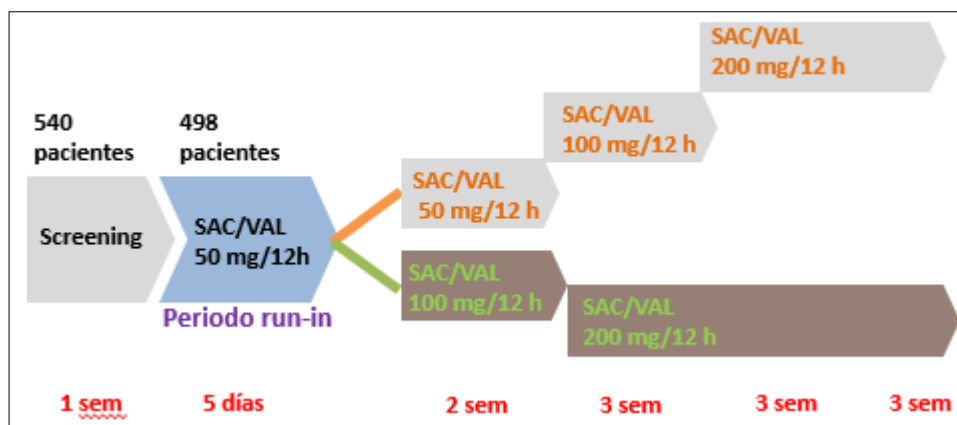 SAC/VAL
200 mg/12 h
540
pacientes
498
pacientes
SAC/VAL
100 mg/12 h
SAC/VAL
50 mg/12 h
Screening
SAC/VAL
50 mg/12h
SAC/VAL
100 mg/12 h
Periodo run-in
SAC/VAL
200 mg/12 h
1 sem
5 días
2 sem
3 sem
3 sem
3 sem